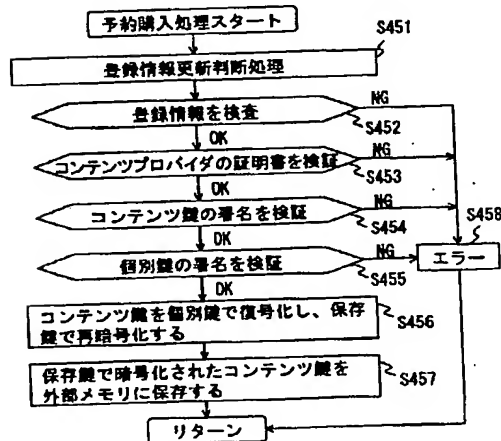 予約購入処理スタート
S451
登録情報更新判断処理
登録情報を検査
NG
S452
OK
コンテンツプロバイダの証明書を検証
NG
S453
OK
コンテンツ鍵の署名を検証
NG
S454
S458
OK
個別鍵の署名を検証
NG
エラー
S455
OK
コンテンツ鍵を個別鍵で復号化し、保存
鍵で再暗号化する
S456
保存鍵で暗号化されたコンテンツ鍵を
外部メモリに保存する
S457
リターン